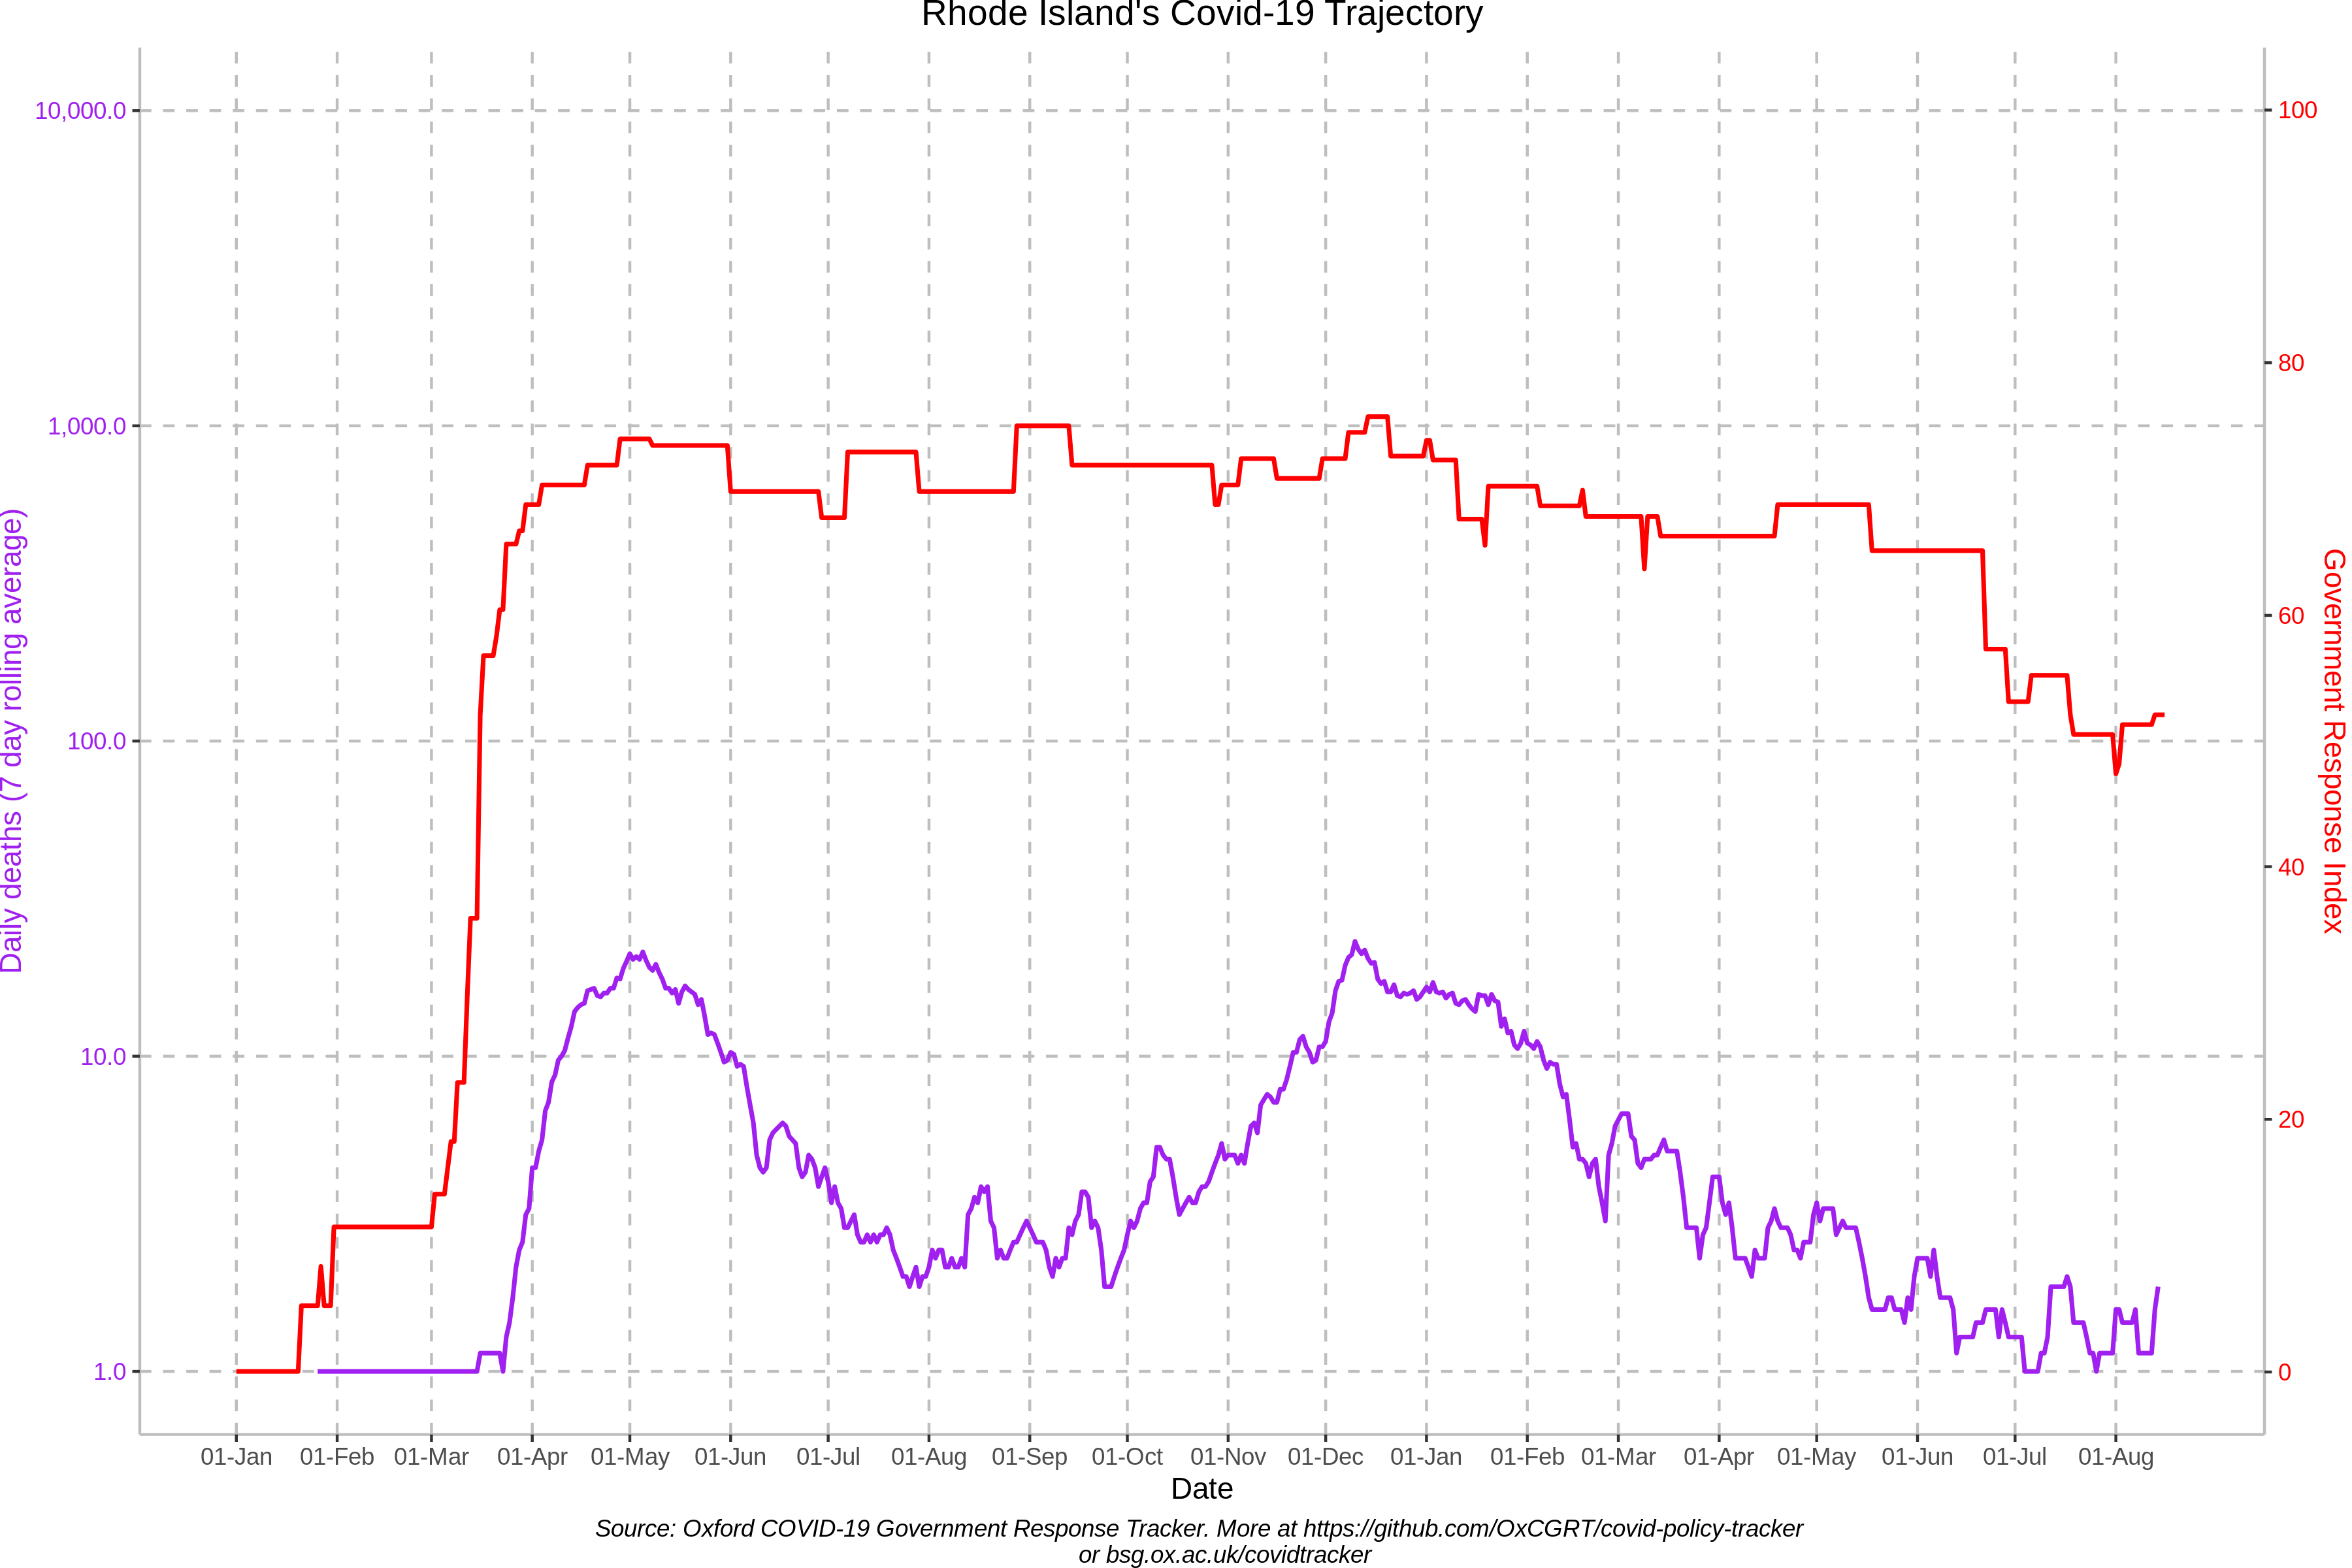 Rhode Island's Covid-19 Trajectory
10,000.0
1,000.0
100.0
10.0
1.0
Daily deaths (7 day rolling average)
100
80
60
40
20
0
Government Response Index
01-Jan 01-Feb 01-Mar 01-Apr 01-May 01-Jun 01-Jul 01-Aug 01-Sep 01-Oct 01-Nov 01-Dec 01-Jan 01-Feb 01-Mar 01-Apr 01-May 01-Jun 01-Jul 01-Aug
Date
Source: Oxford COVID-19 Government Response Tracker. More at https://github.com/OxCGRT/covid-policy-tracker
or bsg.ox.ac.uk/covidtracker